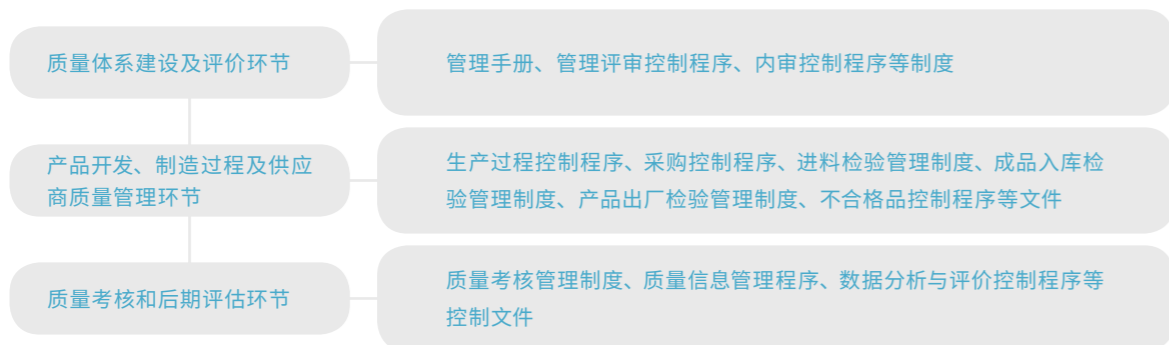 质量体系建设及评价环节
管理手册、管理评审控制程序、内审控制程序等制度
产品开发、制造过程及供应
商质量管理环节
生产过程控制程序、采购控制程序、进料检验管理制度、成品入库检
验管理制度、产品出厂检验管理制度、不合格品控制程序等文件
质量考核和后期评估环节
质量考核管理制度、质量信息管理程序、数据分析与评价控制程序等
控制文件